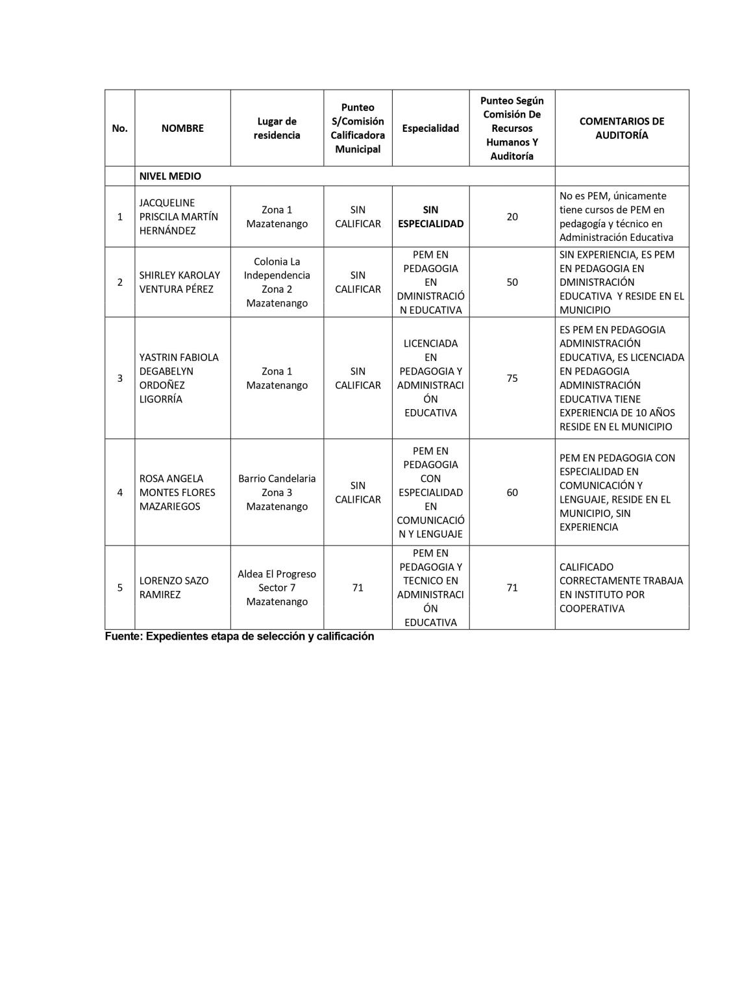 No.
NOMBRE
Lugar de
residencia
Punteo
S/Comisión
Calificadora
Municipal
Especialidad
Punteo Según
Comisión De
Recursos
Humanos Y
Auditoría
COMENTARIOS DE
AUDITORÍA
NIVEL MEDIO
1
JACQUELINE
PRISCILA MARTÍN
HERNÁNDEZ
Zona 1
Mazatenango
SIN
CALIFICAR
SIN
ESPECIALIDAD
20
No es PEM, únicamente
tiene cursos de PEM en
pedagogía y técnico en
Administración Educativa
2
SHIRLEY KAROLAY
VENTURA PÉREZ
Colonia La
Independencia
Zona 2
Mazatenango
SIN
CALIFICAR
PEM EN
PEDAGOGIA
EN
DMINISTRACIÓ
N EDUCATIVA
50
SIN EXPERIENCIA, ES PEM
EN PEDAGOGIA EN
DMINISTRACIÓN
EDUCATIVA  Y RESIDE EN EL
MUNICIPIO
3
YASTRIN FABIOLA
DEGABELYN
ORDOÑEZ
LIGORRÍA
Zona 1
Mazatenango
SIN
CALIFICAR
LICENCIADA
EN
PEDAGOGIA Y
ADMINISTRACI
ÓN
EDUCATIVA
75
ES PEM EN PEDAGOGIA
ADMINISTRACIÓN
EDUCATIVA, ES LICENCIADA
EN PEDAGOGIA
ADMINISTRACIÓN
EDUCATIVA TIENE
EXPERIENCIA DE 10 AÑOS
RESIDE EN EL MUNICIPIO
4
ROSA ANGELA
MONTES FLORES
MAZARIEGOS
Barrio Candelaria
Zona 3
Mazatenango
SIN
CALIFICAR
PEM EN
PEDAGOGIA
CON
ESPECIALIDAD
EN
COMUNICACIÓ
N Y LENGUAJE
60
PEM EN PEDAGOGIA CON
ESPECIALIDAD EN
COMUNICACIÓN Y
LENGUAJE, RESIDE EN EL
MUNICIPIO, SIN
EXPERIENCIA
5
LORENZO SAZO
RAMIREZ
Aldea El Progreso
Sector 7
Mazatenango
71
PEM EN
PEDAGOGIA Y
TECNICO EN
ADMINISTRACI
ÓN
EDUCATIVA
71
CALIFICADO
CORRECTAMENTE TRABAJA
EN INSTITUTO POR
COOPERATIVA
Fuente: Expedientes etapa de selección y calificación